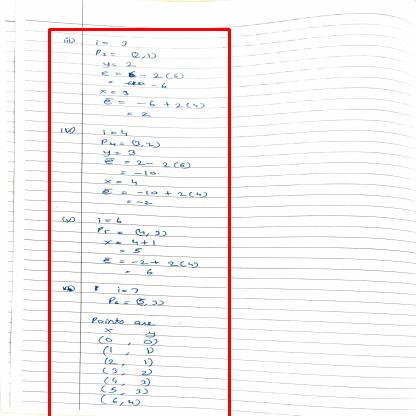 iii) i = 3
P3 = (2,1)
y = 2
e̅ = 6 - 2(6)
= -6
x = 3
e̅ = -6 + 2(4)
= 2
iv) i = 4
P4 = (3,2)
y = 3
e̅ = 2 - 2(6)
= -10
x = 4
e̅ = -10 + 2(4)
= -2
v) i = 6
P5 = (4, 3)
x = 4+1
= 5
e̅ = -2 + 2(4)
= 6
vi) i = 7
P6 = (5, 3)
Points are
x y
(0 , 0)
(1 , 1)
(2 , 1)
(3 , 2)
(4 , 3)
(5 , 3)
(6, 4)